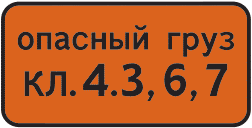 опасный груз
кл. 4.3, 6, 7